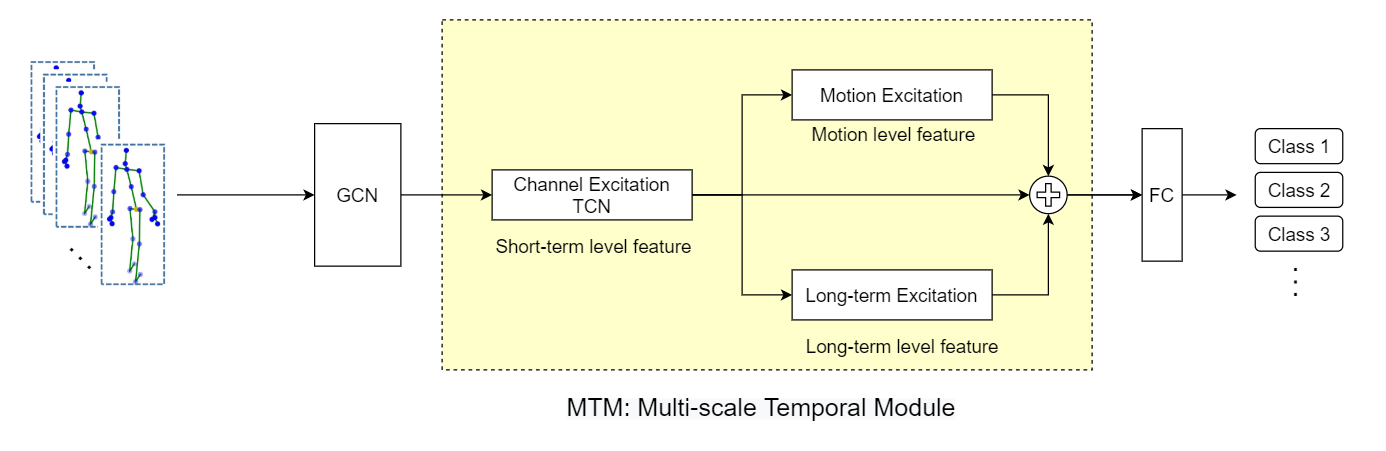 GCN
Channel Excitation
TCN
Short-term level feature
Motion Excitation
Motion level feature
Long-term Excitation
Long-term level feature
FC
Class 1
Class 2
Class 3
MTM: Multi-scale Temporal Module